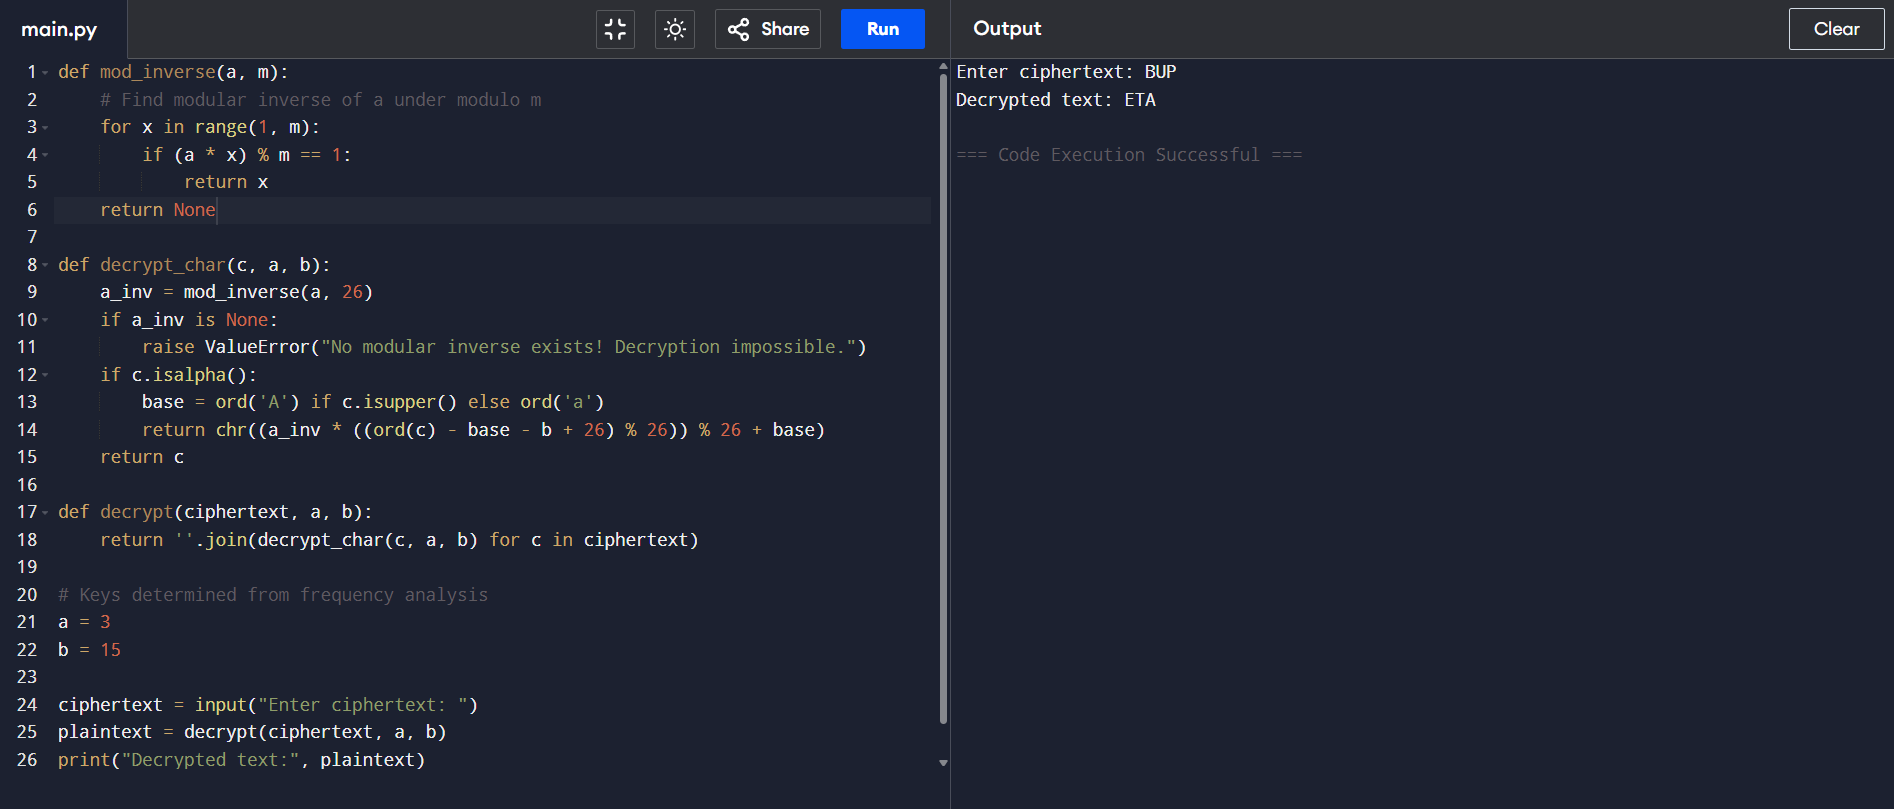 main.py
Share
Run
Output
Clear
1 def mod_inverse(a, m):
2     # Find modular inverse of a under modulo m
3     for x in range(1, m):
4         if (a * x) % m == 1:
5             return x
6     return None
7
8 def decrypt_char(c, a, b):
9     a_inv = mod_inverse(a, 26)
10     if a_inv is None:
11         raise ValueError("No modular inverse exists! Decryption impossible.")
12     if c.isalpha():
13         base = ord('A') if c.isupper() else ord('a')
14         return chr((a_inv * ((ord(c) - base - b + 26) % 26)) % 26 + base)
15     return c
16
17 def decrypt(ciphertext, a, b):
18     return ''.join(decrypt_char(c, a, b) for c in ciphertext)
19
20 # Keys determined from frequency analysis
21 a = 3
22 b = 15
23
24 ciphertext = input("Enter ciphertext: ")
25 plaintext = decrypt(ciphertext, a, b)
26 print("Decrypted text:", plaintext)
Enter ciphertext: BUP
Decrypted text: ETA
=== Code Execution Successful ===